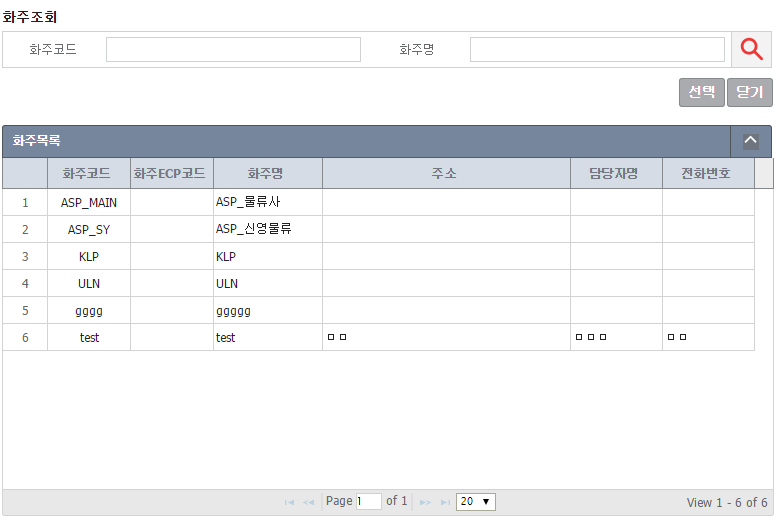 화주조회
화주코드 화주명
선택 닫기
화주목록
화주코드 화주ECP코드 화주명 주소 담당자명 전화번호
1 ASP_MAIN ASP_물류사
2 ASP_SY ASP_신영물류
3 KLP KLP
4 ULN ULN
5 gggg ggggg
6 test test ㅁㅁ ㅁㅁㅁ ㅁㅁ
Page 1 of 1 20 View 1 - 6 of 6